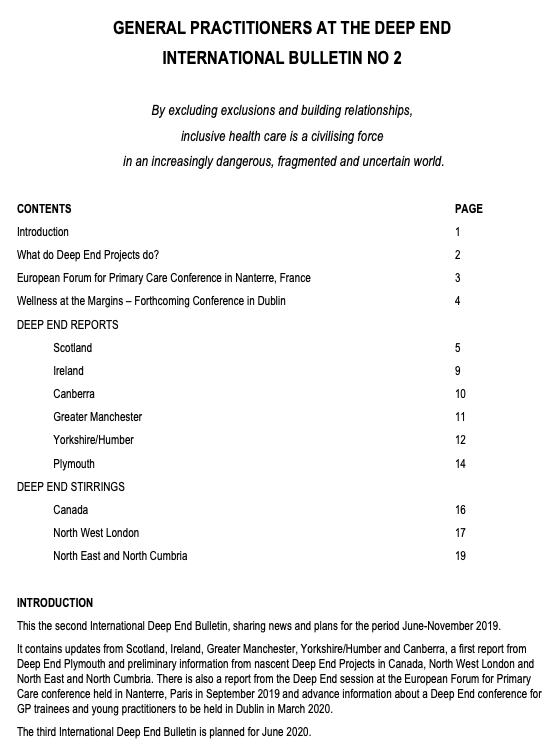 GENERAL PRACTITIONERS AT THE DEEP END
INTERNATIONAL BULLETIN NO 2
By excluding exclusions and building relationships,
inclusive health care is a civilising force
in an increasingly dangerous, fragmented and uncertain world.
CONTENTS PAGE
Introduction 1
What do Deep End Projects do? 2
European Forum for Primary Care Conference in Nanterre, France 3
Wellness at the Margins – Forthcoming Conference in Dublin 4
DEEP END REPORTS
Scotland 5
Ireland 9
Canberra 10
Greater Manchester 11
Yorkshire/Humber 12
Plymouth 14
DEEP END STIRRINGS
Canada 16
North West London 17
North East and North Cumbria 19
INTRODUCTION
This the second International Deep End Bulletin, sharing news and plans for the period June-November 2019.
It contains updates from Scotland, Ireland, Greater Manchester, Yorkshire/Humber and Canberra, a first report from
Deep End Plymouth and preliminary information from nascent Deep End Projects in Canada, North West London and
North East and North Cumbria. There is also a report from the Deep End session at the European Forum for Primary
Care conference held in Nanterre, Paris in September 2019 and advance information about a Deep End conference for
GP trainees and young practitioners to be held in Dublin in March 2020.
The third International Deep End Bulletin is planned for June 2020.